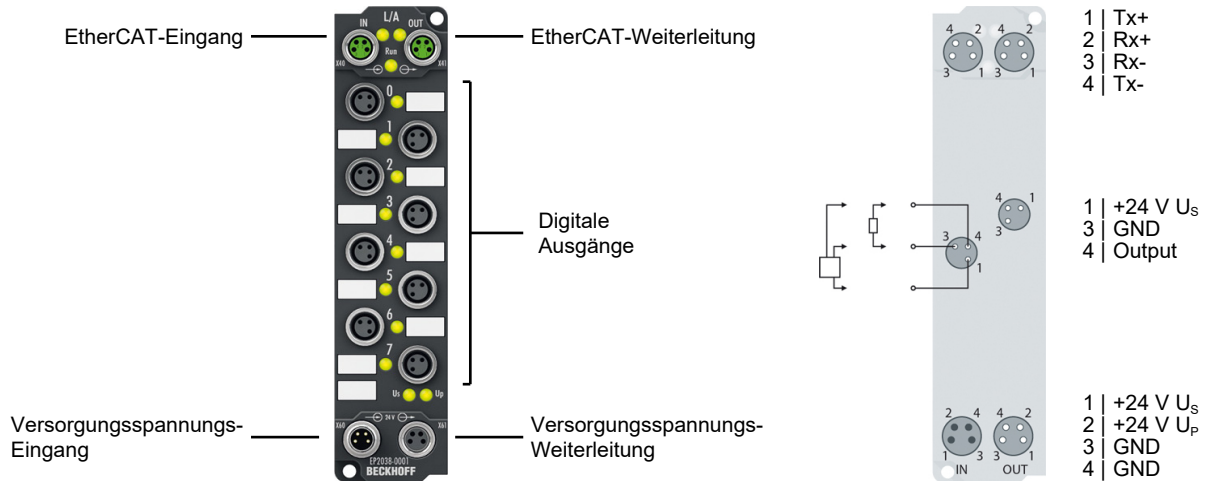 EtherCAT-Eingang
EtherCAT-Weiterleitung
L/A
IN OUT
Run
X40 X41
0
1
2
3
4
5
6
7
Us Up
Digitale
Ausgänge
Versorgungsspannungs-
Eingang
Versorgungsspannungs-
Weiterleitung
24 V
X60 X61
EP2038-0001
BECKHOFF
4 2 4 2
3 1 3 1
1 | Tx+
2 | Rx+
3 | Rx-
4 | Tx-
4 1
3
3 4
1
1 | +24 V US
3 | GND
4 | Output
2 4 4 2
1 3 3 1
IN OUT
1 | +24 V US
2 | +24 V UP
3 | GND
4 | GND